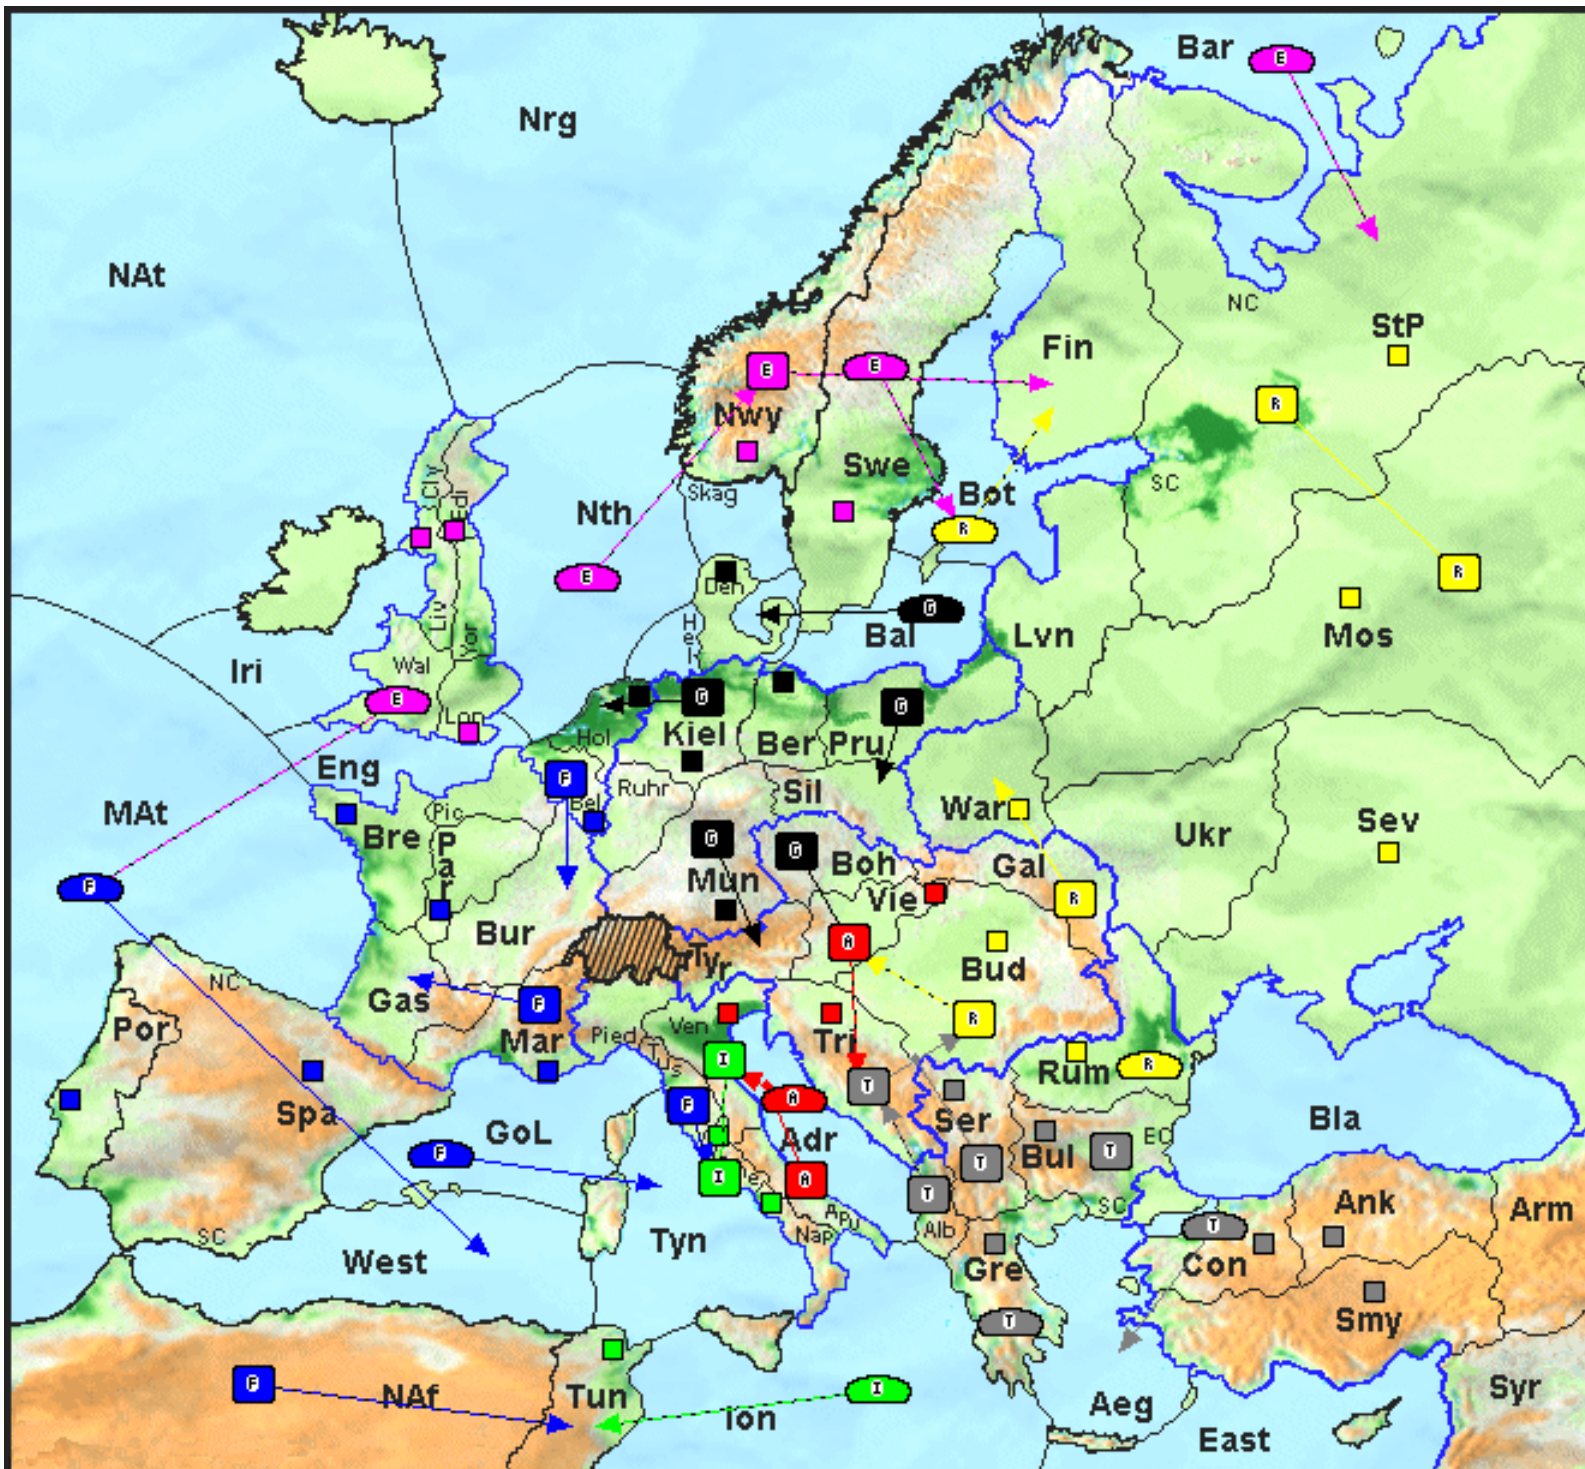 Bar
E
Nrg
NAt
NC
StP
Fin
E
E
Nwy
R
Swe
Skag
Bot
SC
Cly
Edi
Nth
R
E
R
Den
G
Bal
Hel
Lvn
Mos
Liv
Yor
Iri
Wal
E
Lon
G
G
Hol
Kiel
Ber
Pru
Eng
F
Ruhr
Sil
War
MAt
Pic
Bel
Bre
Par
Ukr
Sev
G
G
Boh
Gal
Mun
Vie
F
R
Bur
A
Bud
Tyr
NC
Gas
F
R
Por
Mar
Pied
Ven
Tri
Tus
I
Rum
R
T
F
A
Spa
GoL
Adr
Ser
Bla
Bul
T
EC
T
I
A
T
SC
Ank
Arm
Apu
Nap
Alb
T
SC
West
Tyn
Gre
Con
T
Smy
F
NAf
Tun
I
Ion
Aeg
Syr
East